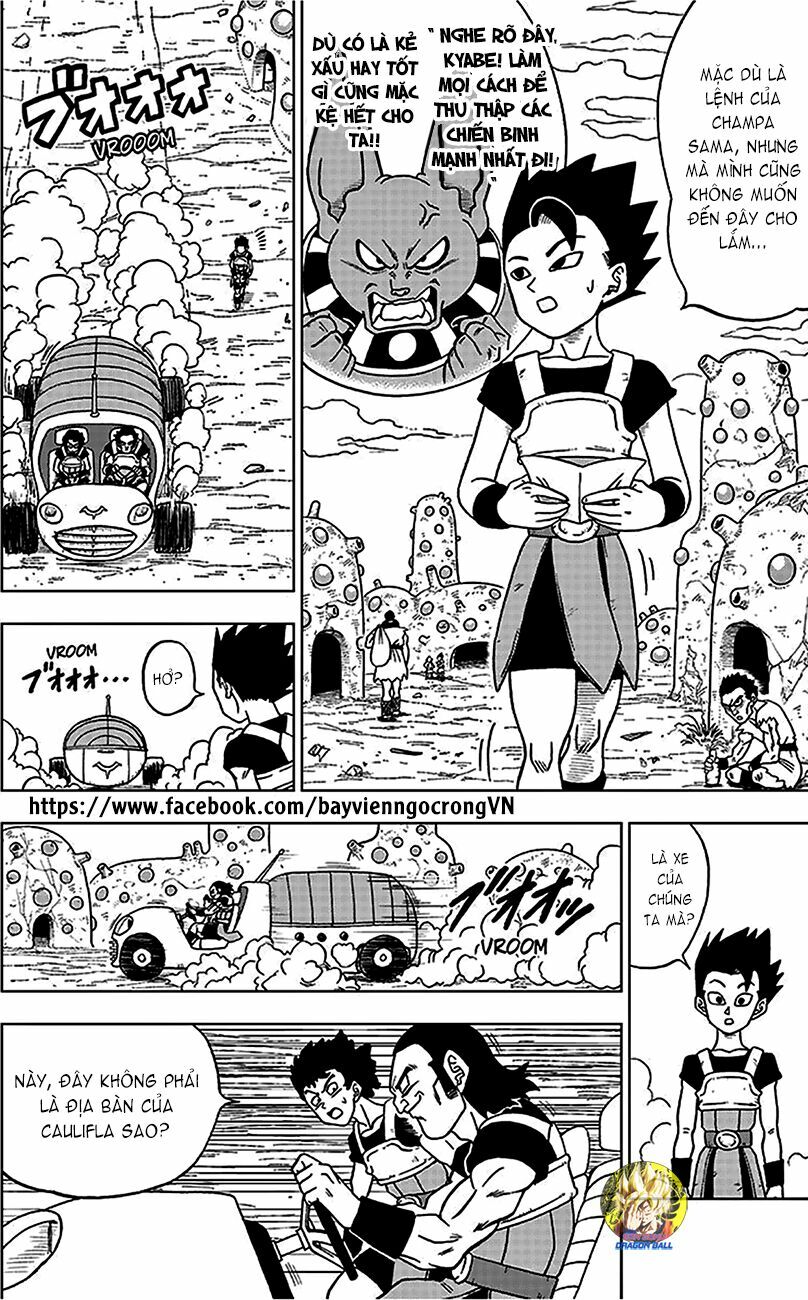 MẶC DÙ LÀ
LỆNH CỦA
CHAMPA
SAMA, NHƯNG
MÀ MÌNH CŨNG
KHÔNG MUỐN
ĐẾN ĐÂY CHO
LẮM...
"NGHE RÕ ĐÂY,
KYABE! LÀM
MỌI CÁCH ĐỂ
THU THẬP CÁC
CHIẾN BINH
MẠNH NHẤT ĐI!
DÙ CÓ LÀ KẺ
XẤU HAY TỐT
GÌ CŨNG MẶC
KỆ HẾT CHO
TA!!
"
ブオオオ
VROOOM
HỞ?
VROOM
ブオオオ...
https://www.facebook.com/bayvienngocrongVN
LÀ XE
CỦA
CHÚNG
TA MÀ?
ブオオッ
VROOM
NÀY, ĐÂY KHÔNG PHẢI
LÀ ĐỊA BÀN CỦA
CAULIFLA SAO?
DRAGON BALL